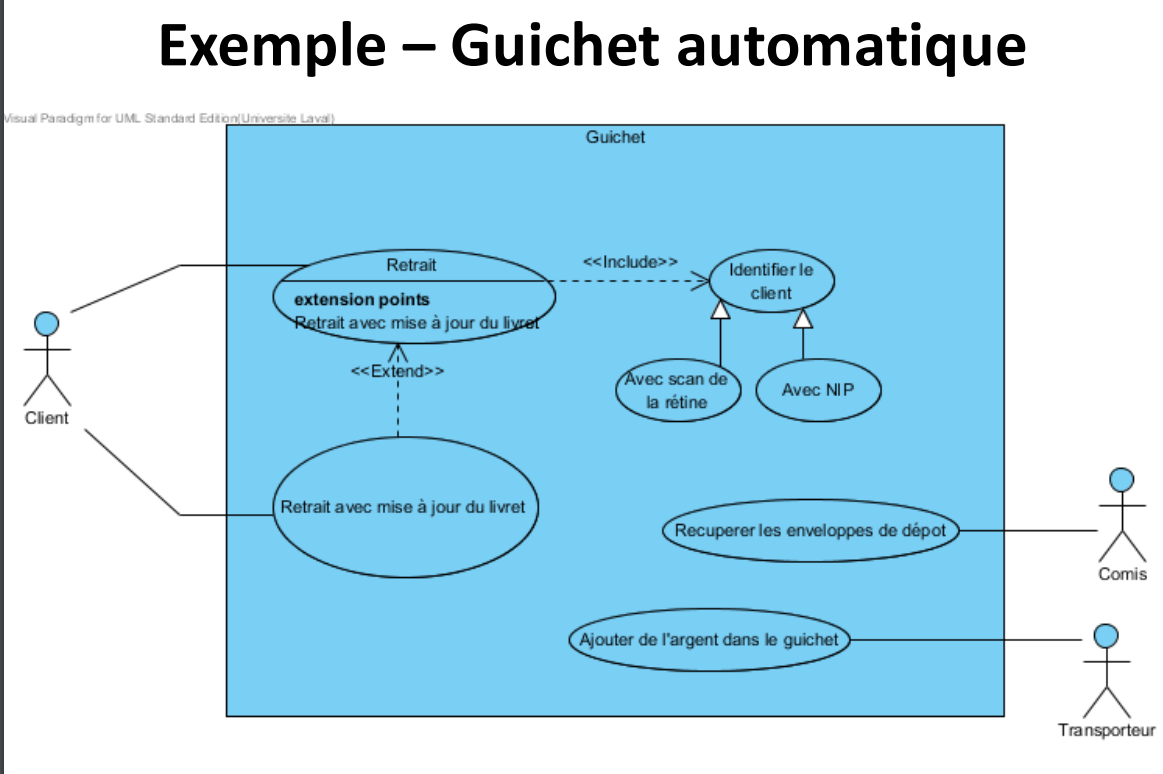 Exemple – Guichet automatique
Visual Paradigm for UML Standard Edition(Universite Laval)
Guichet
Retrait
extension points
Retrait avec mise à jour du livret
<<Include>>
Identifier le
client
<<Extend>>
Avec scan de
la rétine
Avec NIP
Client
Retrait avec mise à jour du livret
Recuperer les enveloppes de dépot
Comis
Ajouter de l'argent dans le guichet
Transporteur